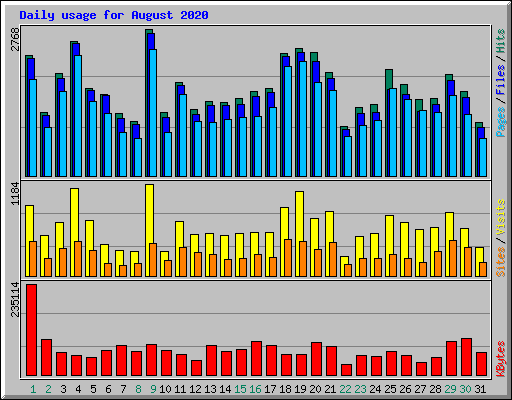 Daily usage for August 2020
2768
Pages / Files / Hits
1184
Sites / Visits
235114
KBytes
1 2 3 4 5 6 7 8 9 10 11 12 13 14 15 16 17 18 19 20 21 22 23 24 25 26 27 28 29 30 31